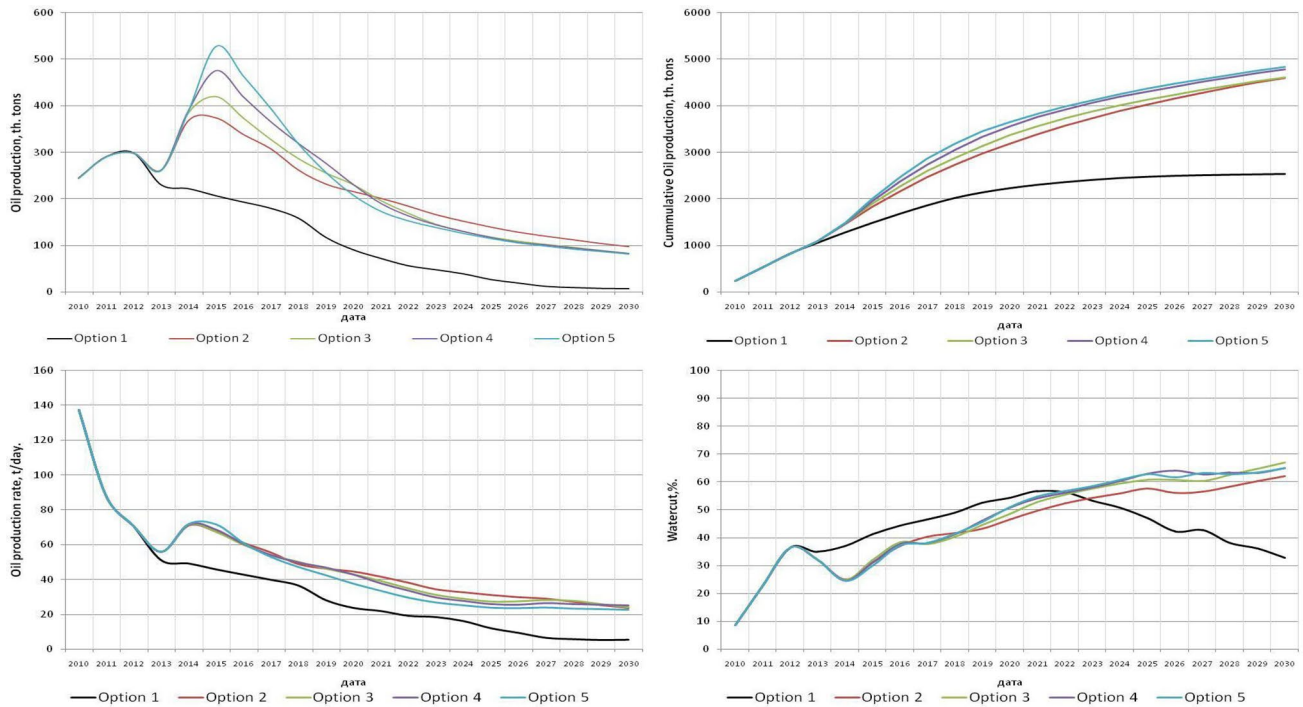 Oil production, th. tons
600
500
400
300
200
100
0
2010 2011 2012 2013 2014 2015 2016 2017 2018 2019 2020 2021 2022 2023 2024 2025 2026 2027 2028 2029 2030
дата
Option 1 Option 2 Option 3 Option 4 Option 5
Cummulative Oil production, th. tons
6000
5000
4000
3000
2000
1000
0
2010 2011 2012 2013 2014 2015 2016 2017 2018 2019 2020 2021 2022 2023 2024 2025 2026 2027 2028 2029 2030
дата
Option 1 Option 2 Option 3 Option 4 Option 5
Oil production rate, t/day.
160
140
120
100
80
60
40
20
0
2010 2011 2012 2013 2014 2015 2016 2017 2018 2019 2020 2021 2022 2023 2024 2025 2026 2027 2028 2029 2030
дата
Option 1 Option 2 Option 3 Option 4 Option 5
Watercut,%.
100
90
80
70
60
50
40
30
20
10
0
2010 2011 2012 2013 2014 2015 2016 2017 2018 2019 2020 2021 2022 2023 2024 2025 2026 2027 2028 2029 2030
дата
Option 1 Option 2 Option 3 Option 4 Option 5